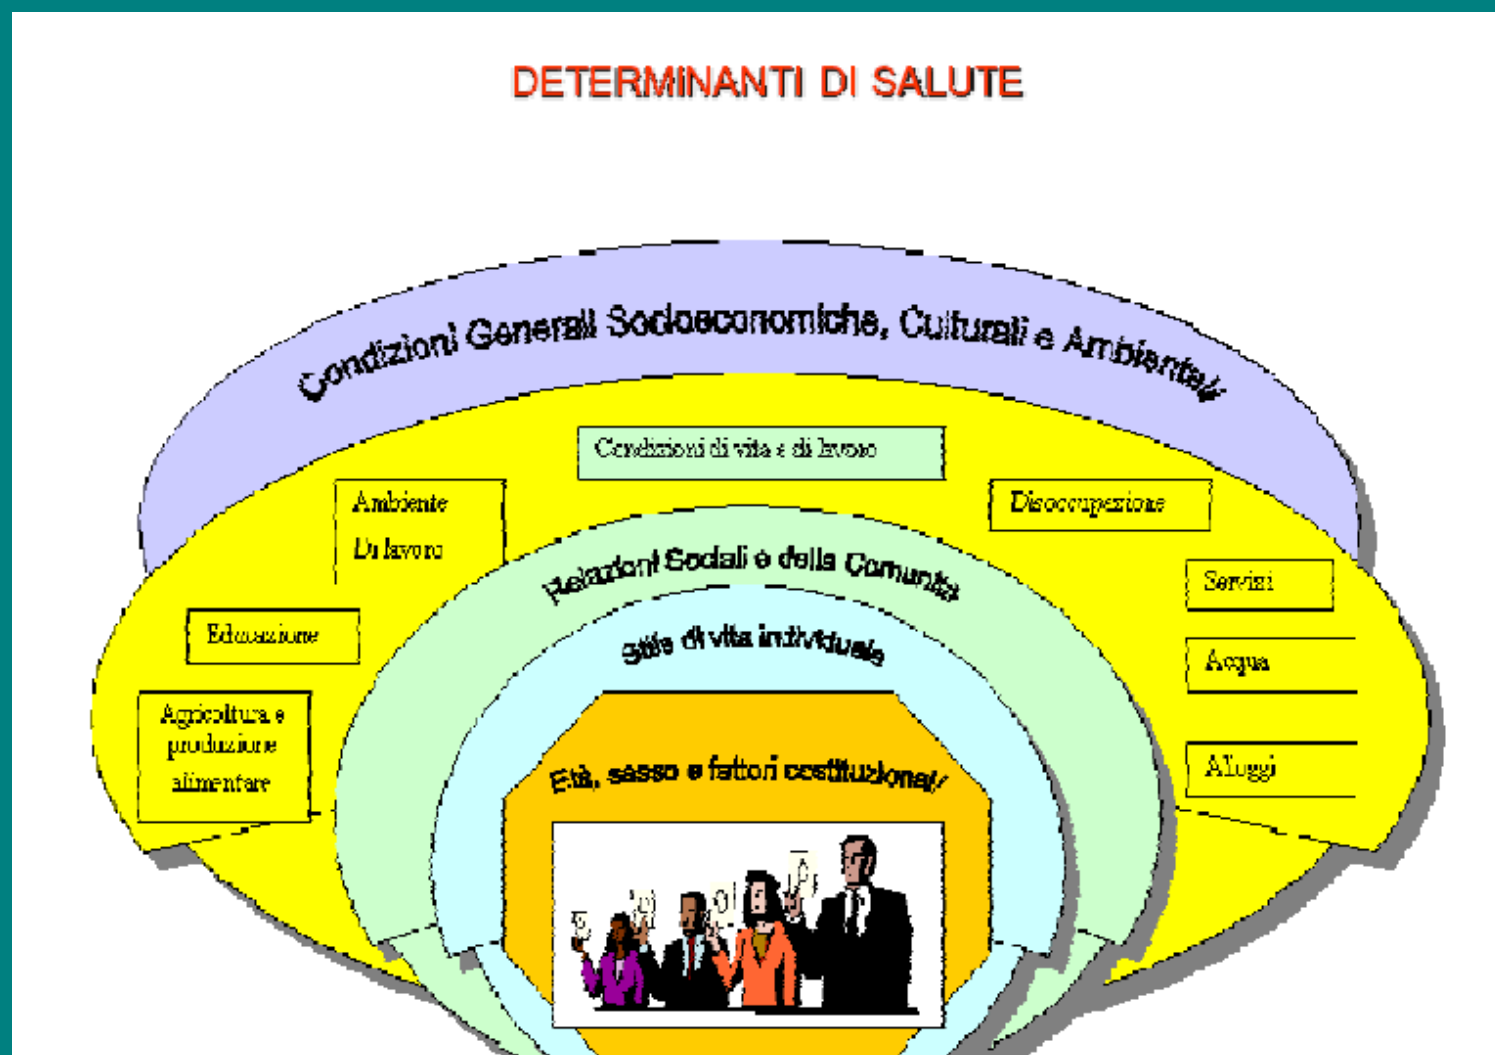 DETERMINANTI DI SALUTE
Condizioni Generali Socioeconomiche, Culturali e Ambientali
Condizioni di vita e di lavoro
Ambiente
Di lavoro
Disoccupazione
Relazioni Sociali e della Comunità
Servizi
Educazione
Stile di vita individuale
Acqua
Agricoltura e
produzione
alimentare
Età, sesso e fattori costituzionali
Alloggi